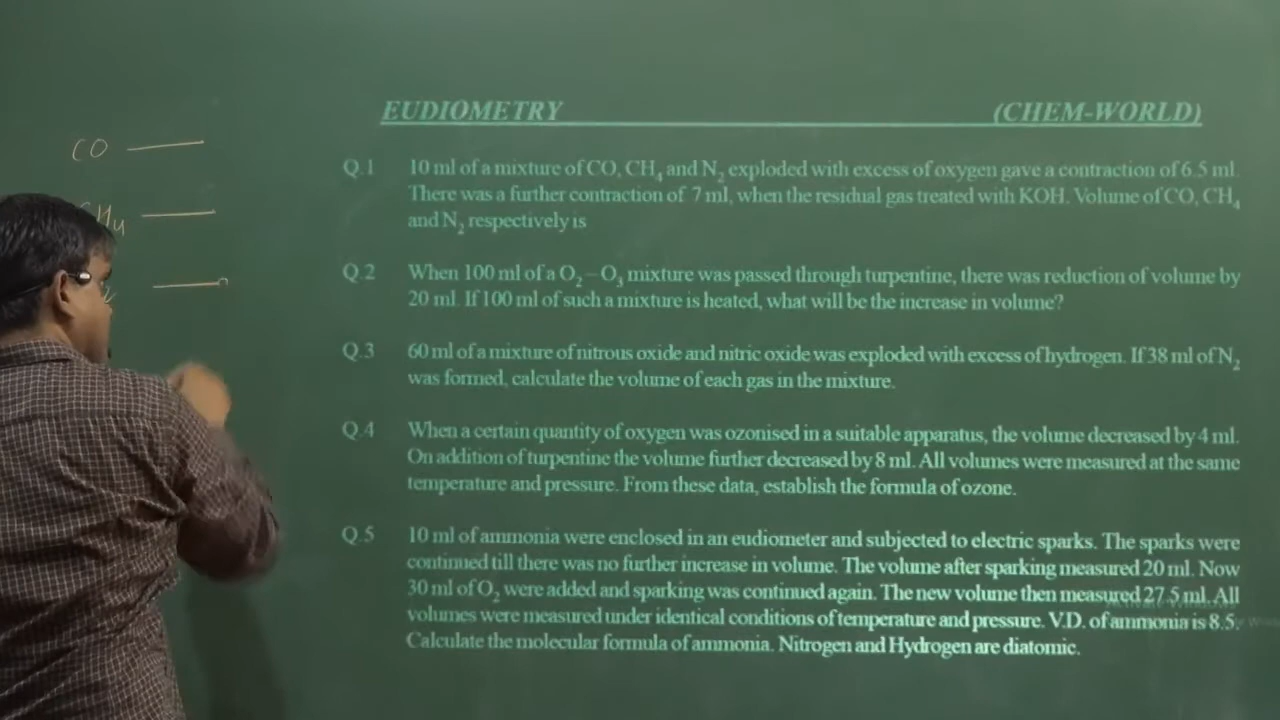 EUDIOMETRY (CHEM-WORLD)
CO
CH4
Q.1 10 ml of a mixture of CO, CH₄ and N₂ exploded with excess of oxygen gave a contraction of 6.5 ml.
There was a further contraction of 7 ml, when the residual gas treated with KOH. Volume of CO, CH₄
and N₂ respectively is
Q.2 When 100 ml of a O₂ – O₃ mixture was passed through turpentine, there was reduction of volume by
20 ml. If 100 ml of such a mixture is heated, what will be the increase in volume?
Q.3 60 ml of a mixture of nitrous oxide and nitric oxide was exploded with excess of hydrogen. If 38 ml of N₂
was formed, calculate the volume of each gas in the mixture.
Q.4 When a certain quantity of oxygen was ozonised in a suitable apparatus, the volume decreased by 4 ml.
On addition of turpentine the volume further decreased by 8 ml. All volumes were measured at the same
temperature and pressure. From these data, establish the formula of ozone.
Q.5 10 ml of ammonia were enclosed in an eudiometer and subjected to electric sparks. The sparks were
continued till there was no further increase in volume. The volume after sparking measured 20 ml. Now
30 ml of O₂ were added and sparking was continued again. The new volume then measured 27.5 ml. All
volumes were measured under identical conditions of temperature and pressure. V.D. of ammonia is 8.5.
Calculate the molecular formula of ammonia. Nitrogen and Hydrogen are diatomic.